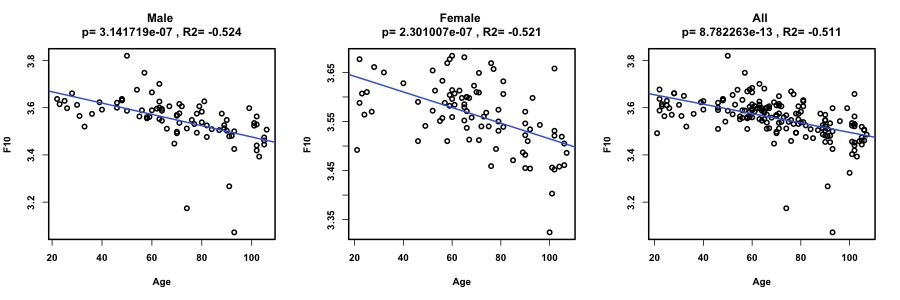 Male
p= 3.141719e-07 , R2= -0.524
3.8
3.6
3.4
3.2
F10
20 40 60 80 100
Age
Female
p= 2.301007e-07 , R2= -0.521
3.65
3.55
3.45
3.35
F10
20 40 60 80 100
Age
All
p= 8.782263e-13 , R2= -0.511
3.8
3.6
3.4
3.2
F10
20 40 60 80 100
Age